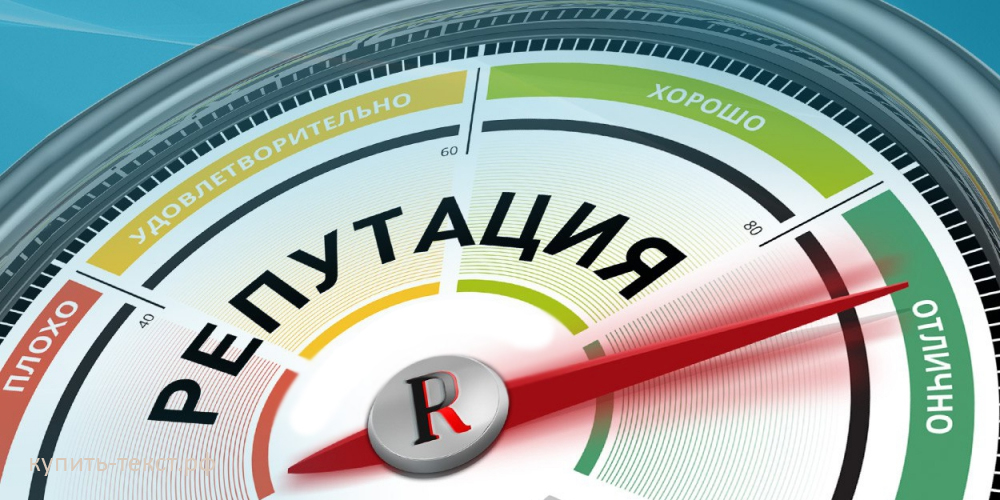 ПЛОХО
УДОВЛЕТВОРИТЕЛЬНО
ХОРОШО
ОТЛИЧНО
40
60
80
РЕПУТАЦИЯ
R
купить-текст.рф